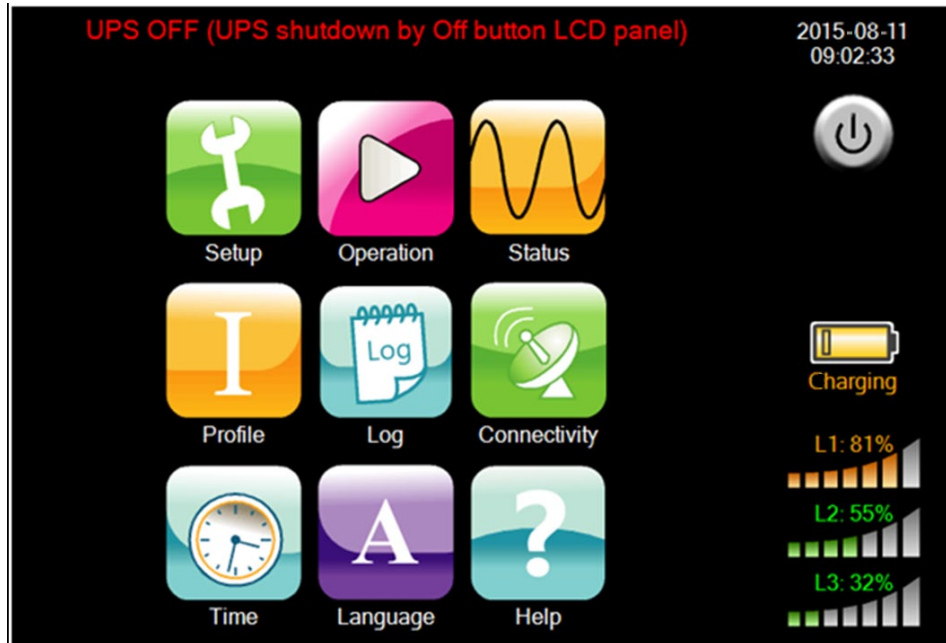 UPS OFF (UPS shutdown by Off button LCD panel)
2015-08-11
09:02:33
Setup
Operation
Status
Log
Profile
Log
Connectivity
Charging
L1: 81%
L2: 55%
L3: 32%
A
?
Time
Language
Help